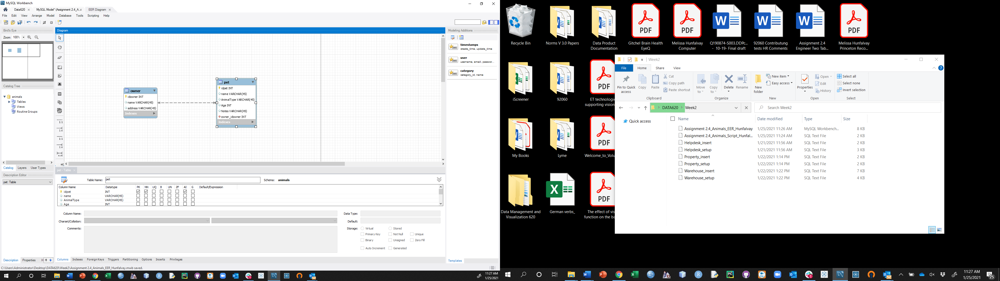 MySQL Workbench
Data620
MySQL Model* (Assignment 2.4_A...
EER Diagram
File Edit View Arrange Model Database Tools Scripting Help
Bird's Eye
Zoom: 100%
Catalog Tree
animals
Tables
Views
Routine Groups
Catalog Layers User Types
Description Editor
pet: Table
Description Properties H
Diagram
1:1
1:n
1:1
1:n
n:m
owner
idowner INT
name VARCHAR(45)
address VARCHAR(45)
Indexes
pet
idpet INT
name VARCHAR(45)
AnimalType VARCHAR(45)
Age INT
Notes VARCHAR(45)
owner_idowner INT
Indexes
Modeling Additions
timestamps
create_time, update_time
user
username, email, passwor...
category
category_id, name
Templates
pet - Table
Table Name: pet Schema: animals
Column Name Datatype PK NN UQ B UN ZF AI G Default/Expression
idpet INT
name VARCHAR(45)
AnimalType VARCHAR(45)
Age INT
Column Name: Data Type:
Charset/Collation: Default:
Comments: Storage: Virtual Stored
Primary Key Not Null Unique
Binary Unsigned Zero Fill
Auto Increment Generated
Columns Indexes Foreign Keys Triggers Partitioning Options Inserts Privileges
C:\Users\Administrator\Desktop\DATA620\Week2\Assignment 2.4_Animals_EER_Hunfalvay.mwb saved.
11:27 AM
1/25/2021
Recycle Bin
Norms V 3.0 Papers
Data Product
Documentation
PDF
Gitchel Brain Health
EyeQ
PDF
Melissa Hunfalvay
Computer
Q190874-S003.DDPc...
- 10-19- Final draft
92060 Contributung
tests HR Comments
Assignment 2.4
Engineer Two Tab...
PDF
Melissa Hunfalvay
Princeton Reco...
iScreener
92060
PDF
ET technologie
supporting vision
My Books
Lyme
PDF
Welcome_to_Volu
Data Management and
Visualization 620
German verbs_
PDF
The effect of vis
function on the ba
Week2
File Home Share View
Pin to Quick
access
Copy
Paste
Cut
Copy path
Paste shortcut
Clipboard
Move
to
Copy
to
Delete
Rename
Organize
New
folder
New item
Easy access
New
Properties
Open
Edit
History
Open
Select all
Select none
Invert selection
Select
DATA620 Week2
Search Week2
Quick access
Name Date modified Type Size
Assignment 2.4_Animals_EER_Hunfalvay 1/25/2021 11:26 AM MySQL Workbench... 8 KB
Assignment 2.4_Animals_Script_Hunfal... 1/25/2021 11:24 AM SQL Text File 2 KB
Helpdesk_insert 1/21/2021 11:56 AM SQL Text File 2 KB
Helpdesk_setup 1/21/2021 11:56 AM SQL Text File 3 KB
Property_insert 1/22/2021 1:14 PM SQL Text File 2 KB
Property_setup 1/22/2021 1:14 PM SQL Text File 2 KB
Warehouse_insert 1/22/2021 1:22 PM SQL Text File 7 KB
Warehouse_setup 1/22/2021 1:22 PM SQL Text File 4 KB
11:27 AM
1/25/2021
25